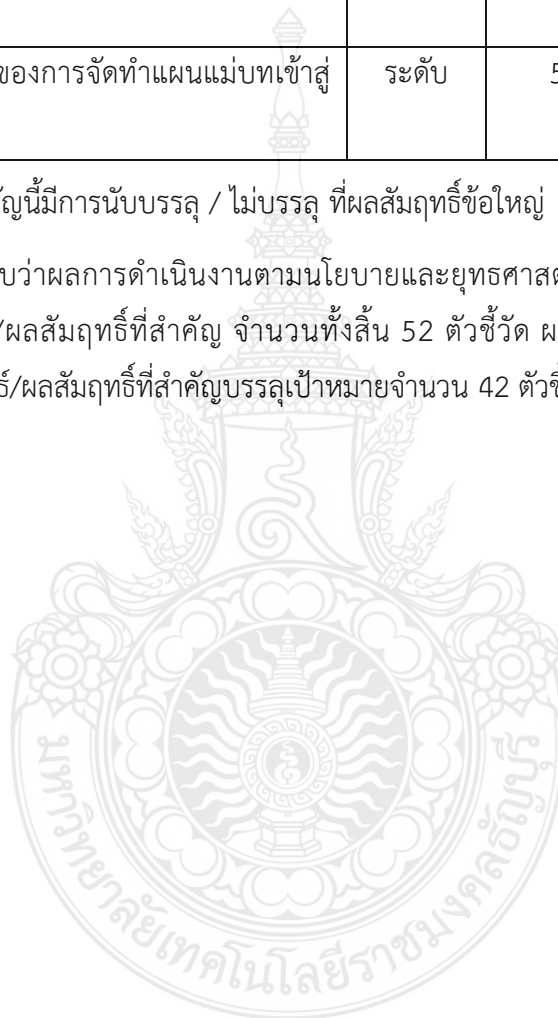 ของการจัดทำแผนแม่บทเข้าสู่ ระดับ 5
ัญนี้มีการนับบรรลุ / ไม่บรรลุ ที่ผลสัมฤทธิ์ข้อใหญ่
บว่าผลการดำเนินงานตามนโยบายและยุทธศาสต
/ผลสัมฤทธิ์ที่สำคัญ จำนวนทั้งสิ้น 52 ตัวชี้วัด ผ
ธ์/ผลสัมฤทธิ์ที่สำคัญบรรลุเป้าหมายจำนวน 42 ตัวชี้
มหาวิทยาลัยเทคโนโลยีราชมงคลธัญบุรี